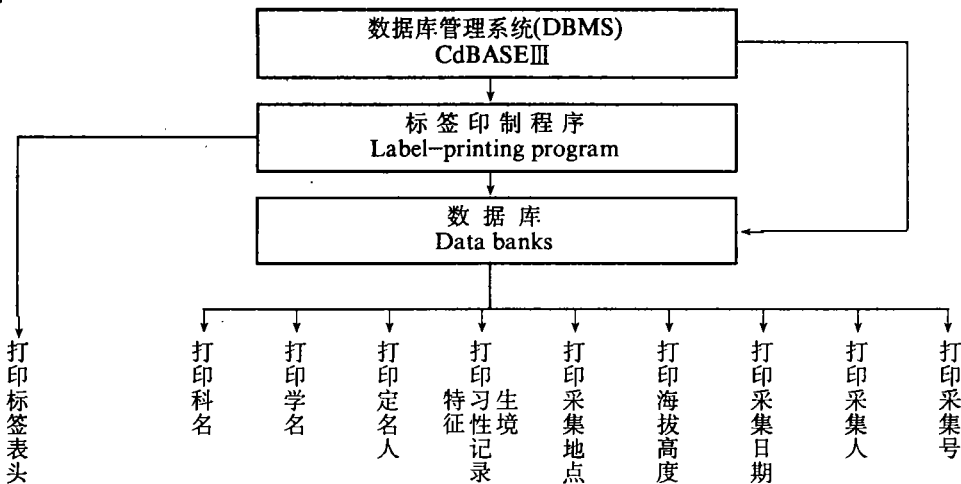 数据库管理系统(DBMS)
CdBASEⅢ
标签印制程序
Label-printing program
数据库
Data banks
打印标签表头
打印科名
打印学名
打印定名人
特征
打印习性记录
生境
打印采集地点
打印海拔高度
打印采集日期
打印采集人
打印采集号